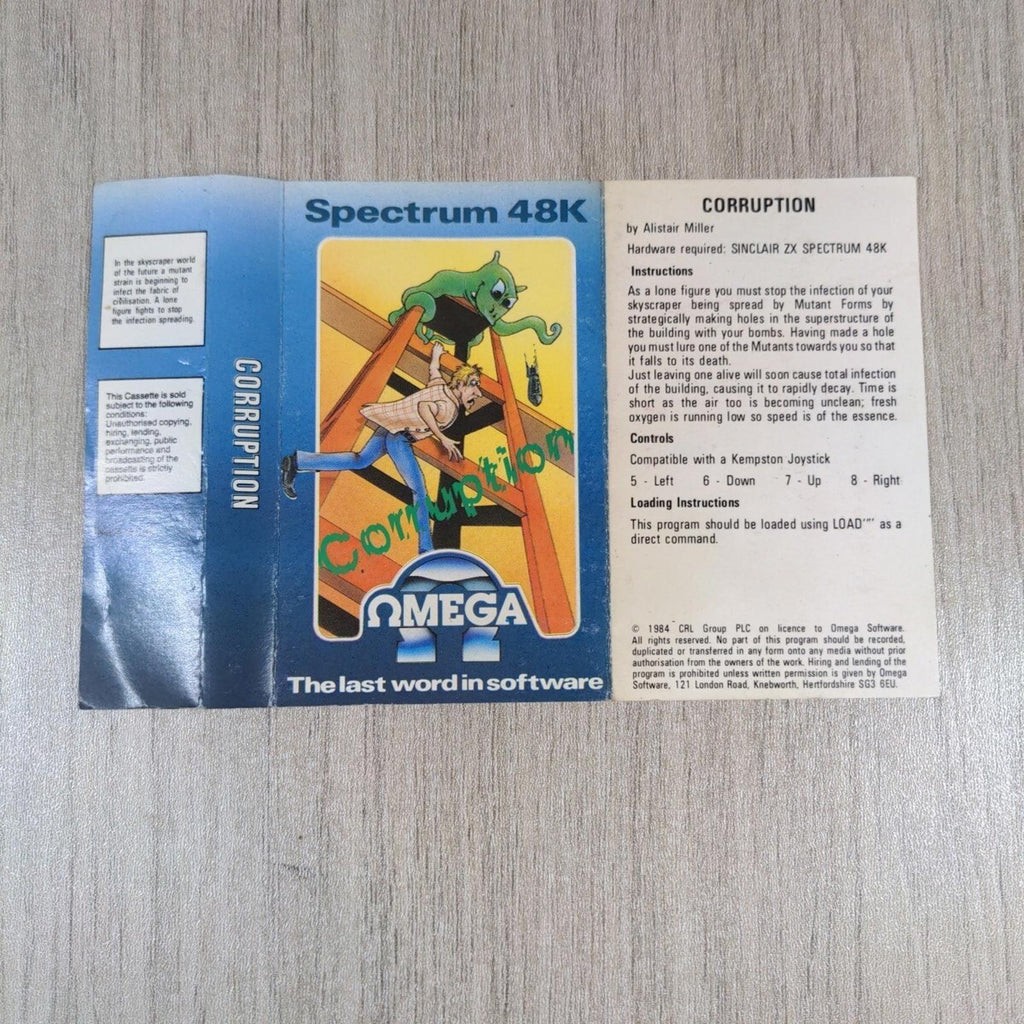 In the skyscraper world
of the future a mutant
strain is beginning to
infect the fabric of
civilisation. A lone
figure fights to stop
the infection spreading.
This Cassette is sold
subject to the following
conditions:
Unauthorised copying,
hiring, lending,
exchanging, public
performance and
broadcasting of the
cassette is strictly
prohibited.
CORRUPTION
Spectrum 48K
Corruption
ΩMEGA
The last word in software
CORRUPTION
by Alistair Miller
Hardware required: SINCLAIR ZX SPECTRUM 48K
Instructions
As a lone figure you must stop the infection of your
skyscraper being spread by Mutant Forms by
strategically making holes in the superstructure of
the building with your bombs. Having made a hole
you must lure one of the Mutants towards you so that
it falls to its death.
Just leaving one alive will soon cause total infection
of the building, causing it to rapidly decay. Time is
short as the air too is becoming unclean; fresh
oxygen is running low so speed is of the essence.
Controls
Compatible with a Kempston Joystick
5 - Left 6 - Down 7 - Up 8 - Right
Loading Instructions
This program should be loaded using LOAD"" as a
direct command.
© 1984 CRL Group PLC on licence to Omega Software.
All rights reserved. No part of this program should be recorded,
duplicated or transferred in any form onto any media without prior
authorisation from the owners of the work. Hiring and lending of the
program is prohibited unless written permission is given by Omega
Software, 121 London Road, Knebworth, Hertfordshire SG3 6EU.